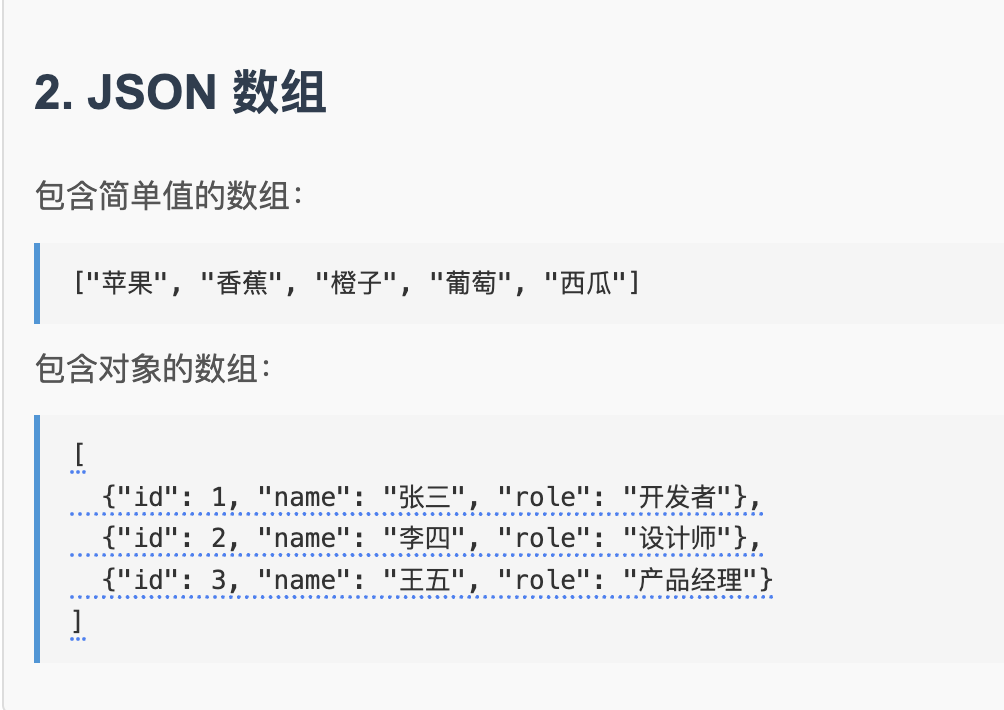 2. JSON 数组
包含简单值的数组：
["苹果", "香蕉", "橙子", "葡萄", "西瓜"]
包含对象的数组：
[
  {"id": 1, "name": "张三", "role": "开发者"},
  {"id": 2, "name": "李四", "role": "设计师"},
  {"id": 3, "name": "王五", "role": "产品经理"}
]